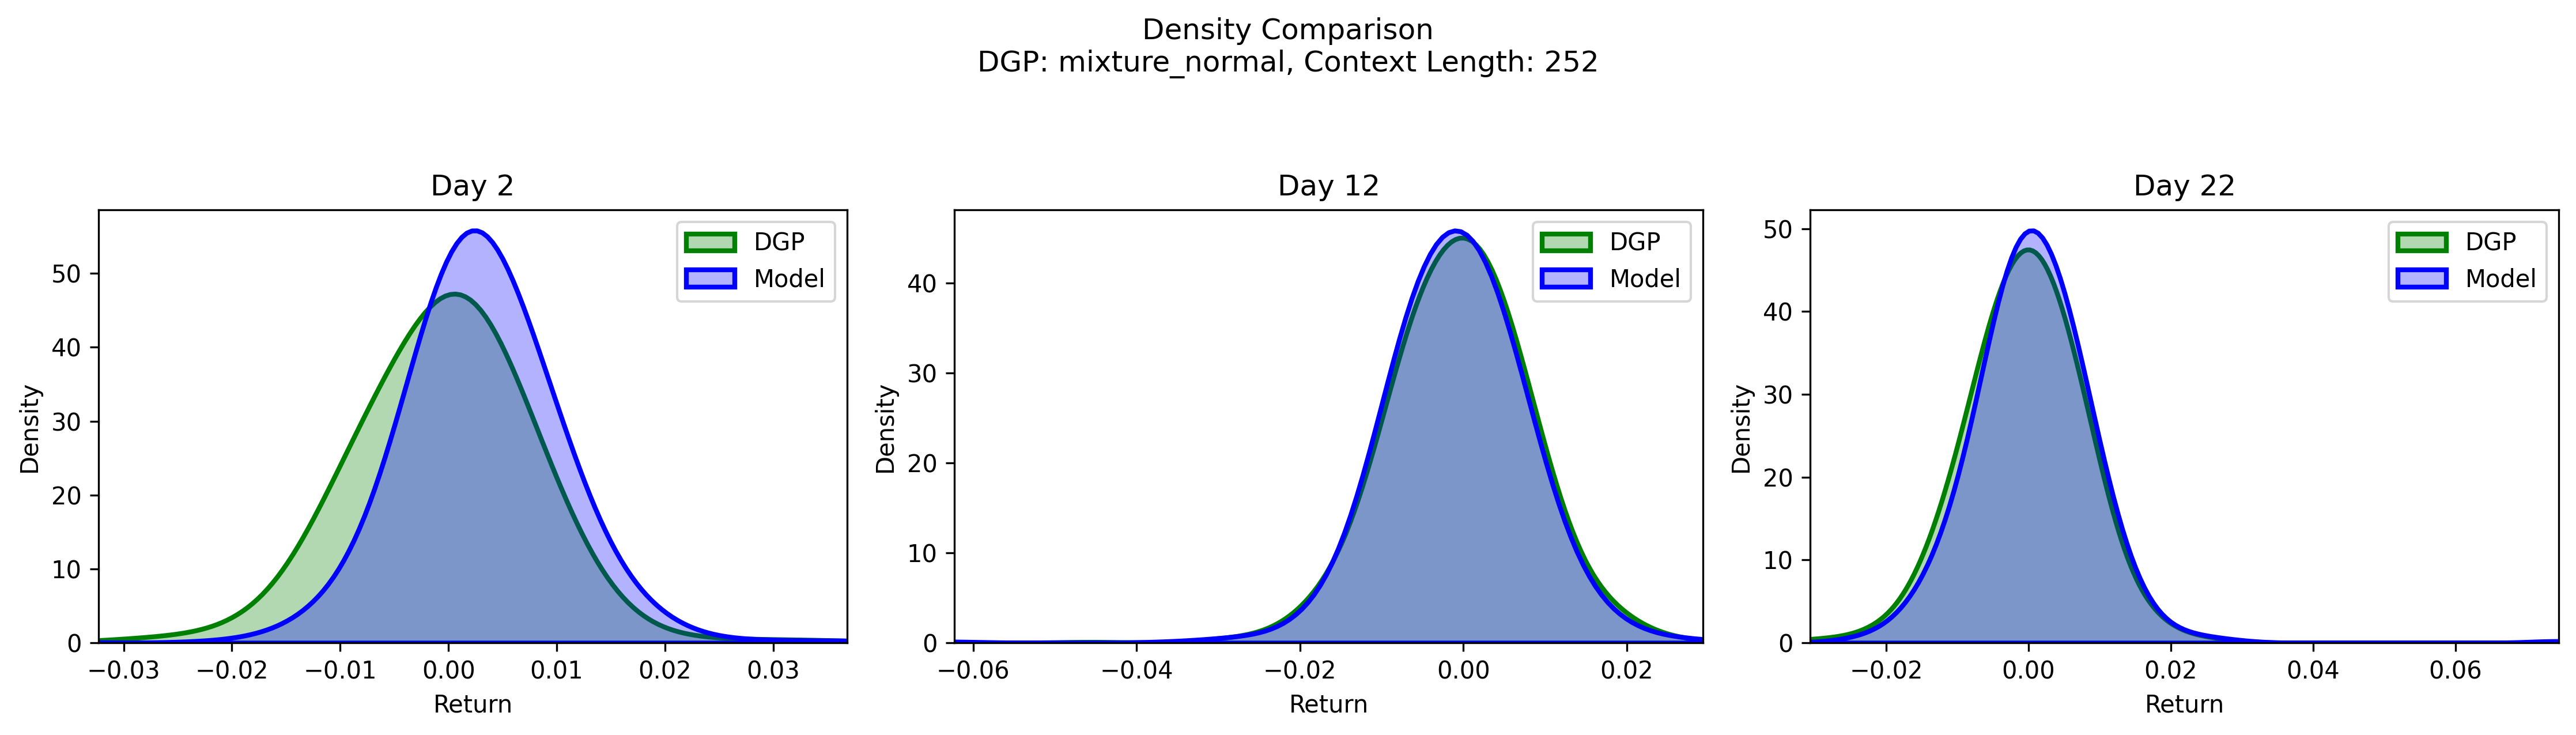 Density Comparison
DGP: mixture_normal, Context Length: 252
Day 2
Density
50
40
30
20
10
0
−0.03 −0.02 −0.01 0.00 0.01 0.02 0.03
Return
DGP
Model
Day 12
Density
40
30
20
10
0
−0.06 −0.04 −0.02 0.00 0.02
Return
DGP
Model
Day 22
Density
50
40
30
20
10
0
−0.02 0.00 0.02 0.04 0.06
Return
DGP
Model